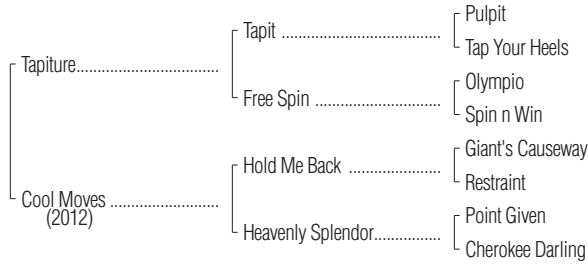 Pulpit
Tapit ..............................
Tap Your Heels
Tapiture...........................
Olympio
Free Spin ........................
Spin n Win
Giant's Causeway
Hold Me Back .................
Restraint
Cool Moves ....................
(2012)
Point Given
Heavenly Splendor............
Cherokee Darling